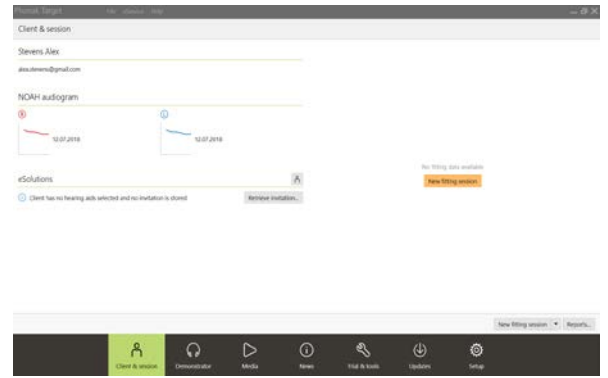 Phonak Target
File eService Help
Client & session
Stevens Alex
alex.stevens@gmail.com
NOAH audiogram
R
L
12.07.2018
12.07.2018
No fitting data available
New fitting session
eSolutions
Client has no hearing aids selected and no invitation is stored
Retrieve invitation...
New fitting session
Reports...
Client & session
Demonstrator
Media
News
Trial & tools
Updates
Setup